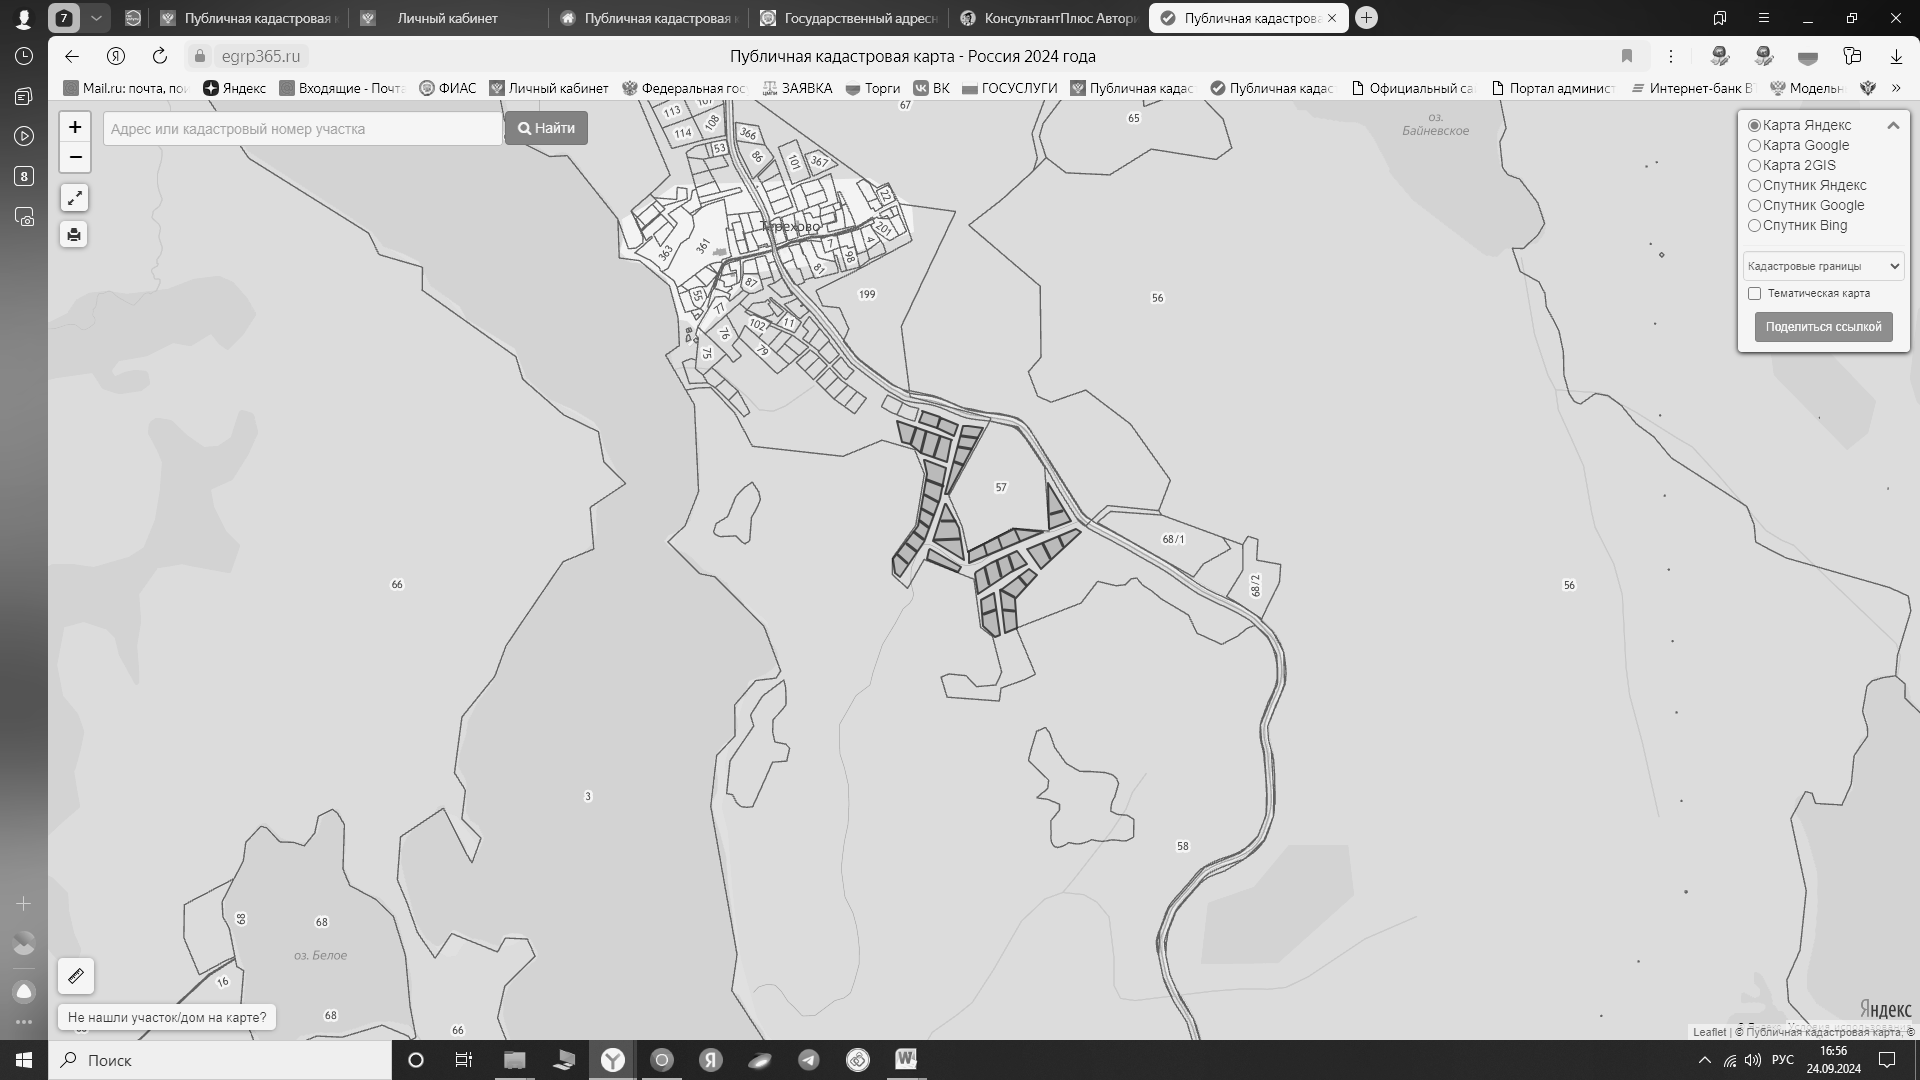 7
Публичная кадастровая
Личный кабинет
Публичная кадастровая
Государственный адресн
КонсультантПлюс Автори
Публичная кадастрова
egrp365.ru
Публичная кадастровая карта - Россия 2024 года
Mail.ru: почта, пои
Яндекс
Входящие - Почта
ФИАС
Личный кабинет
Федеральная гос
ЗАЯВКА
Торги
ВК
ГОСУСЛУГИ
Публичная кадас
Публичная кадас
Официальный са
Портал админист
Интернет-банк ВТ
Модельн
»
8
+
−
Адрес или кадастровый номер участка
Найти
Карта Яндекс
Карта Google
Карта 2GIS
Спутник Яндекс
Спутник Google
Спутник Bing
Кадастровые границы
Тематическая карта
Поделиться ссылкой
67
65
оз.
Байневское
113
107
114
108
366
53
86
101
367
22
Терехово
201
363
361
7
4
98
81
55
87
199
56
77
102
11
76
79
75
57
68/1
68/2
66
56
3
58
68
68
оз. Белое
16
68
66
Не нашли участок/дом на карте?
Яндекс
Leaflet | © Публичная кадастровая карта, ©
Поиск
РУС
16:56
24.09.2024